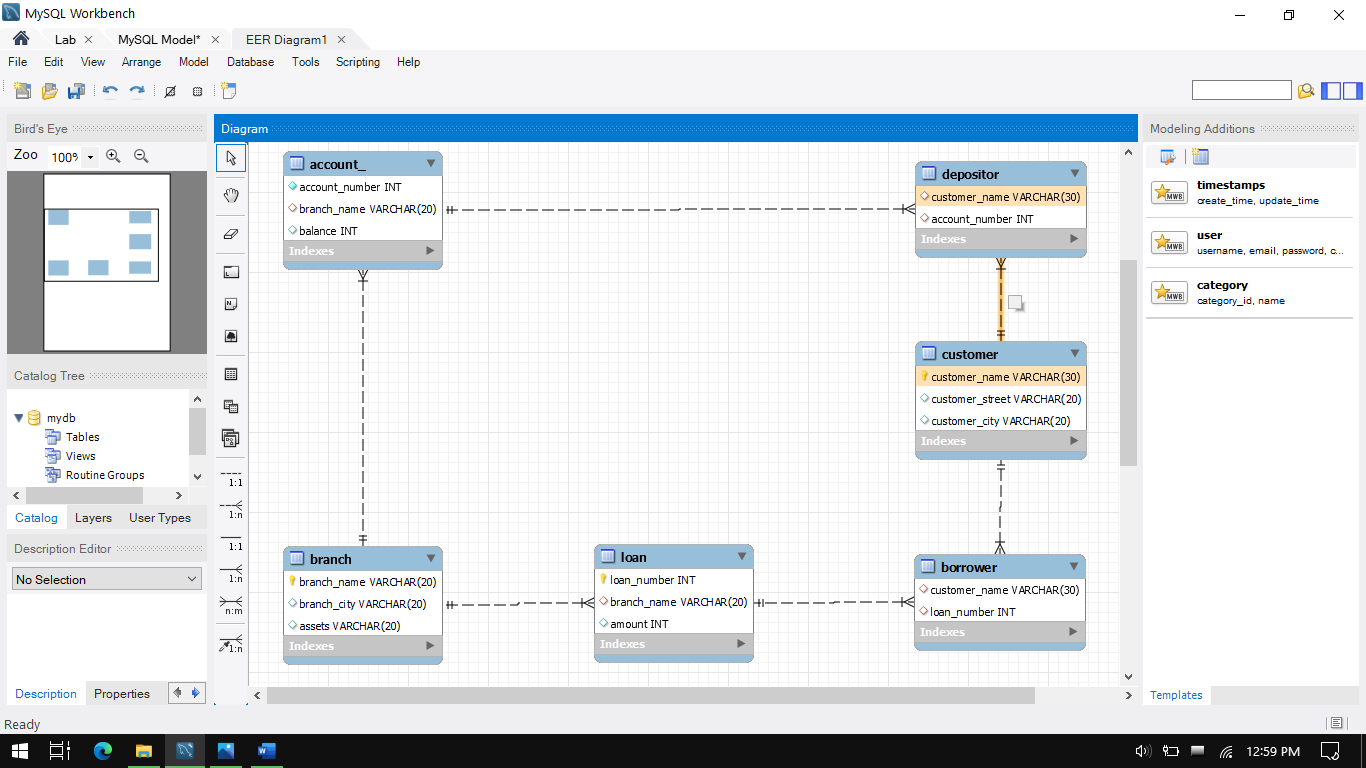 MySQL Workbench
Lab
MySQL Model*
EER Diagram1
File Edit View Arrange Model Database Tools Scripting Help
Bird's Eye
Zoo 100%
Catalog Tree
mydb
Tables
Views
Routine Groups
Catalog Layers User Types
Description Editor
No Selection
Description Properties
Diagram
1:1
1:n
1:1
1:n
n:m
1:n
account_
account_number INT
branch_name VARCHAR(20)
balance INT
Indexes
depositor
customer_name VARCHAR(30)
account_number INT
Indexes
customer
customer_name VARCHAR(30)
customer_street VARCHAR(20)
customer_city VARCHAR(20)
Indexes
branch
branch_name VARCHAR(20)
branch_city VARCHAR(20)
assets VARCHAR(20)
Indexes
loan
loan_number INT
branch_name VARCHAR(20)
amount INT
Indexes
borrower
customer_name VARCHAR(30)
loan_number INT
Indexes
Modeling Additions
MWB
timestamps
create_time, update_time
MWB
user
username, email, password, c...
MWB
category
category_id, name
Templates
Ready
12:59 PM